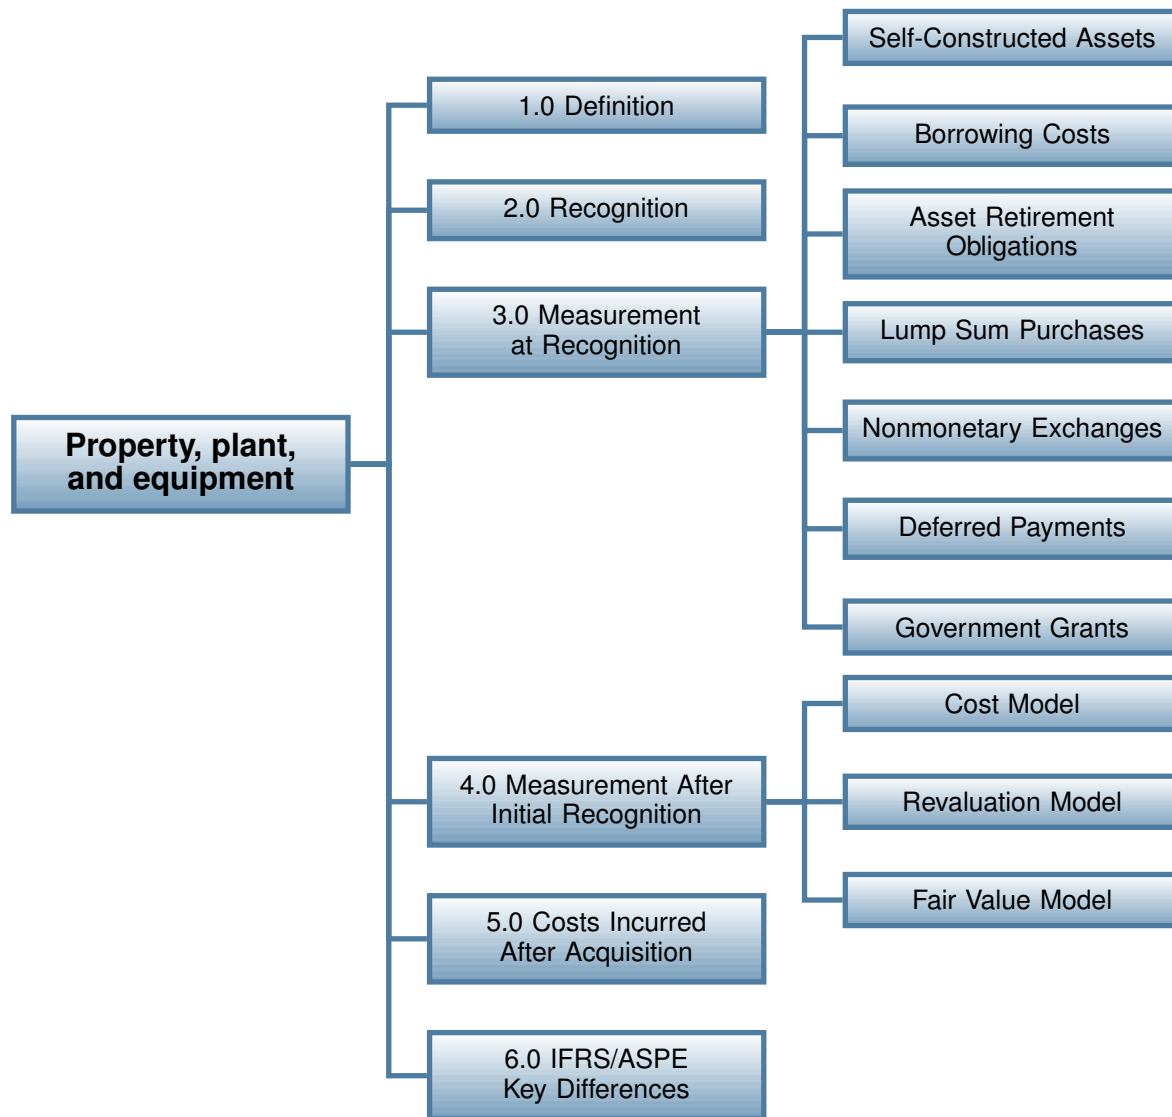 Property, plant,
and equipment
1.0 Definition
2.0 Recognition
3.0 Measurement
at Recognition
Self-Constructed Assets
Borrowing Costs
Asset Retirement
Obligations
Lump Sum Purchases
Nonmonetary Exchanges
Deferred Payments
Government Grants
4.0 Measurement After
Initial Recognition
Cost Model
Revaluation Model
Fair Value Model
5.0 Costs Incurred
After Acquisition
6.0 IFRS/ASPE
Key Differences